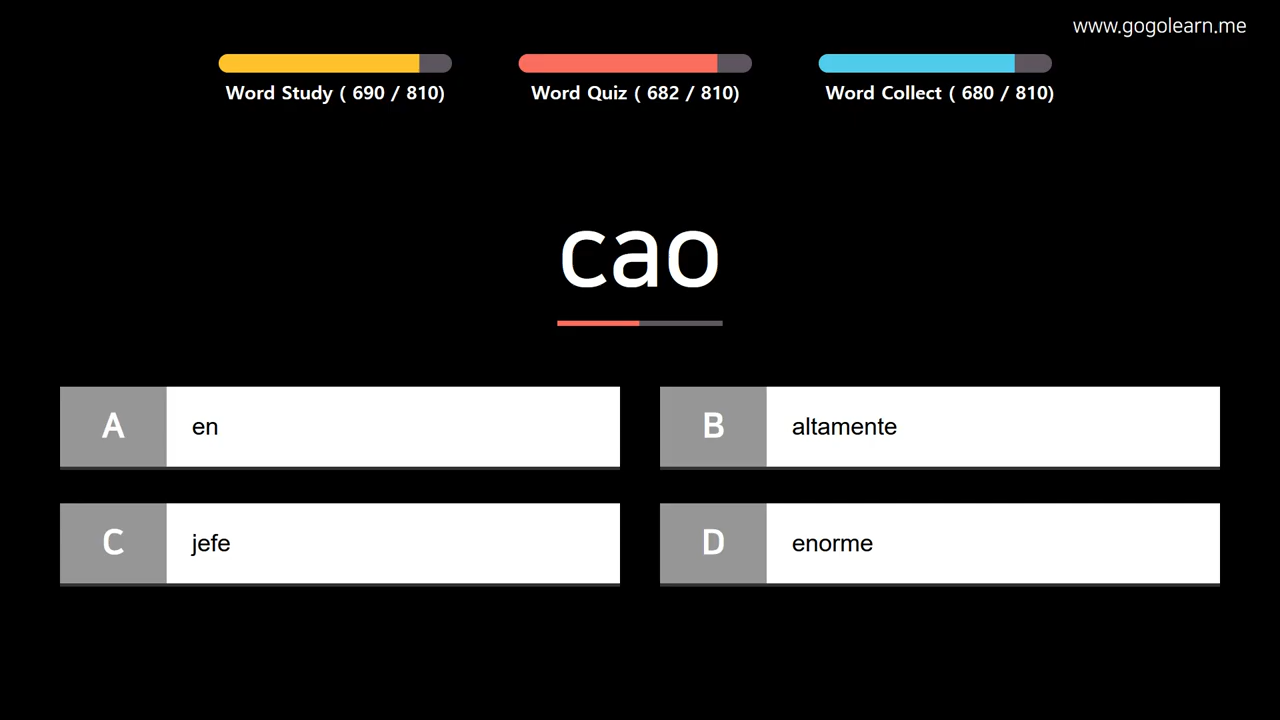 www.gogolearn.me
Word Study ( 690 / 810)
Word Quiz ( 682 / 810)
Word Collect ( 680 / 810)
cao
A en
B altamente
C jefe
D enorme